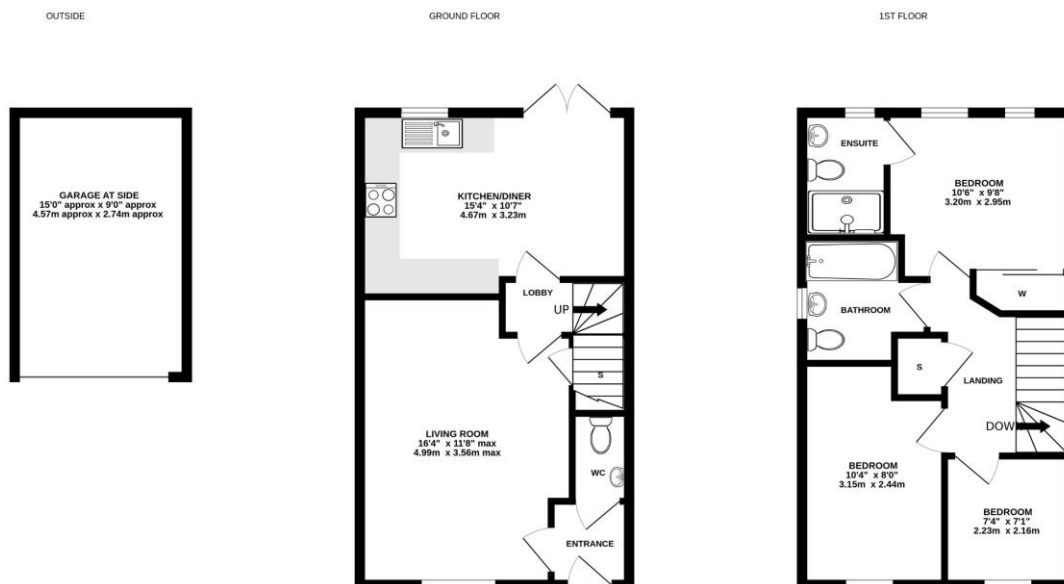 OUTSIDE
GARAGE AT SIDE
15'0" approx x 9'0" approx
4.57m approx x 2.74m approx
GROUND FLOOR
KITCHEN/DINER
15'4" x 10'7"
4.67m x 3.23m
LOBBY
UP
S
LIVING ROOM
16'4" x 11'8" max
4.99m x 3.56m max
WC
ENTRANCE
1ST FLOOR
ENSUITE
BEDROOM
10'6" x 9'8"
3.20m x 2.95m
W
BATHROOM
S
LANDING
DOW
BEDROOM
10'4" x 8'0"
3.15m x 2.44m
BEDROOM
7'4" x 7'1"
2.23m x 2.16m